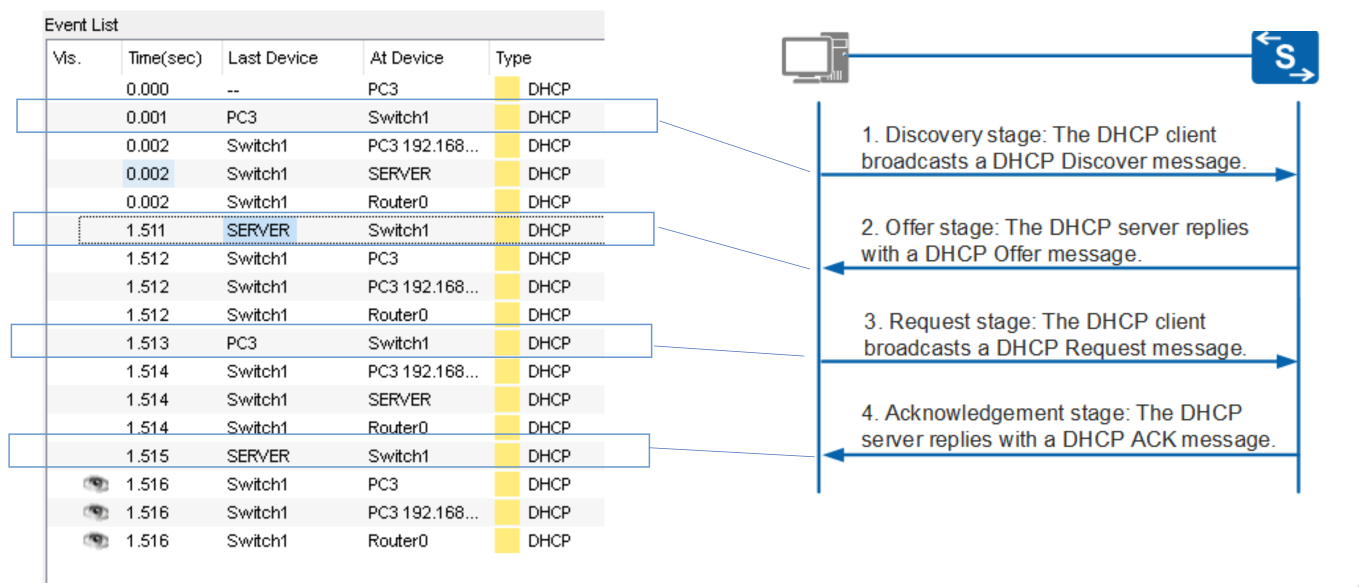 Event List
Vis. Time(sec) Last Device At Device Type
0.000 -- PC3 DHCP
0.001 PC3 Switch1 DHCP
0.002 Switch1 PC3 192.168... DHCP
0.002 Switch1 SERVER DHCP
0.002 Switch1 Router0 DHCP
1.511 SERVER Switch1 DHCP
1.512 Switch1 PC3 DHCP
1.512 Switch1 PC3 192.168... DHCP
1.512 Switch1 Router0 DHCP
1.513 PC3 Switch1 DHCP
1.514 Switch1 PC3 192.168... DHCP
1.514 Switch1 SERVER DHCP
1.514 Switch1 Router0 DHCP
1.515 SERVER Switch1 DHCP
1.516 Switch1 PC3 DHCP
1.516 Switch1 PC3 192.168... DHCP
1.516 Switch1 Router0 DHCP
S
1. Discovery stage: The DHCP client
broadcasts a DHCP Discover message.
2. Offer stage: The DHCP server replies
with a DHCP Offer message.
3. Request stage: The DHCP client
broadcasts a DHCP Request message.
4. Acknowledgement stage: The DHCP
server replies with a DHCP ACK message.